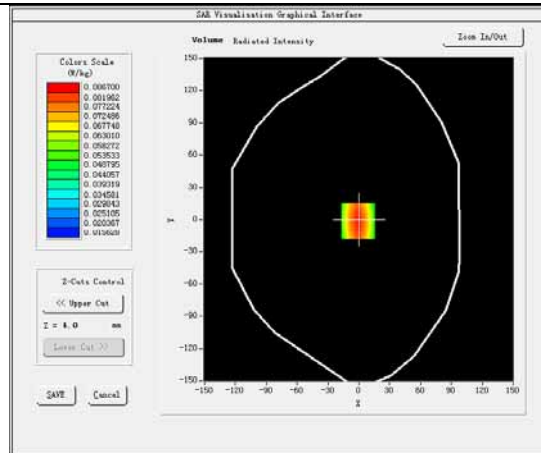 SAR Visualisation Graphical Interface
Volume Radiated Intensity
Zoom In/Out
Colors Scale
(W/kg)
0.086700
0.081962
0.077224
0.072486
0.067748
0.063010
0.058272
0.053533
0.048795
0.044057
0.039319
0.034581
0.029843
0.025105
0.020367
0.015629
150
120
90
60
30
0
-30
-60
-90
-120
-150
Y
-150 -120 -90 -60 -30 0 30 60 90 120 150
X
Z-Cuts Control
<< Upper Cut
Z = 4.0 mm
Lower Cut >>
SAVE Cancel